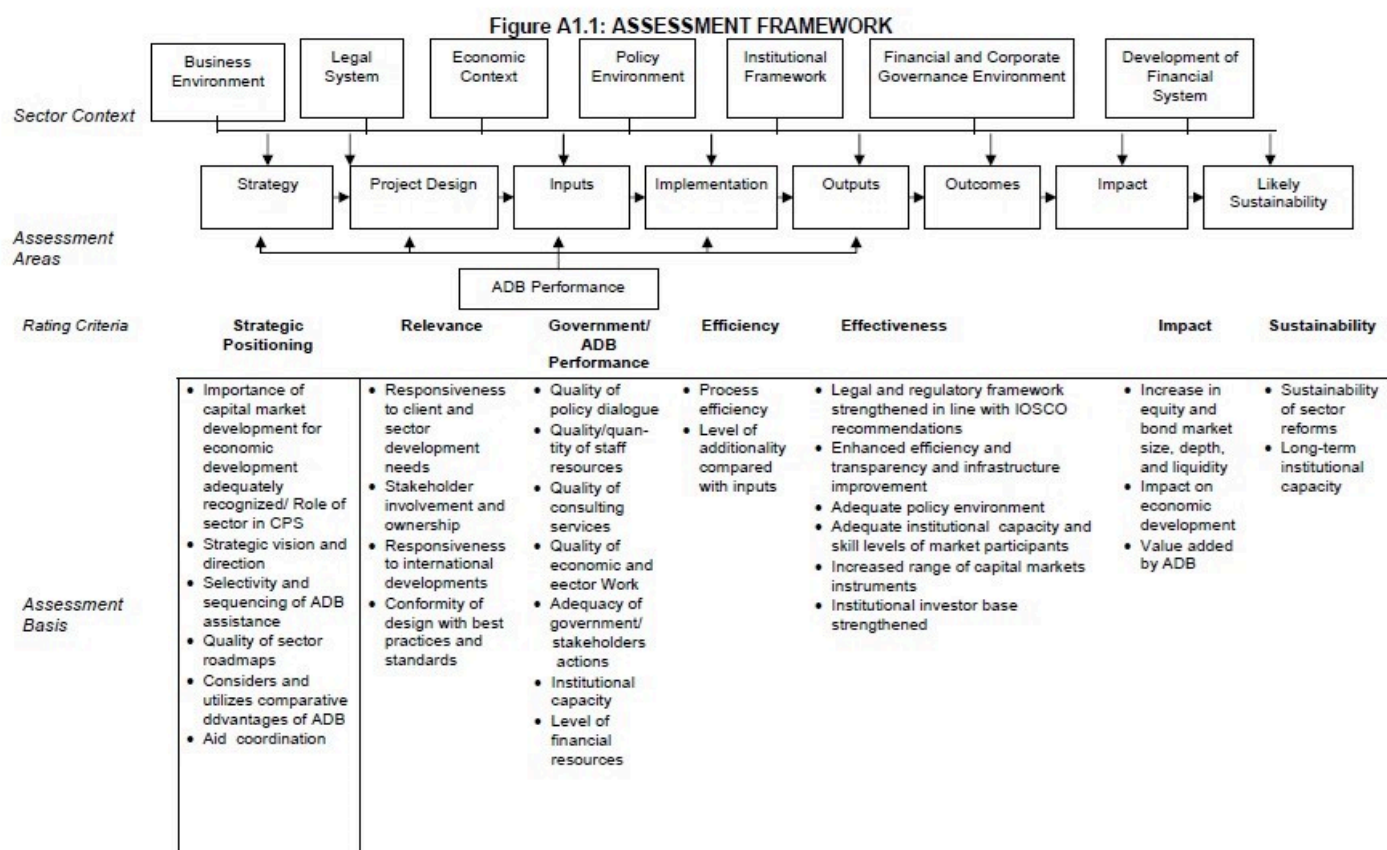 Figure A1.1: ASSESSMENT FRAMEWORK
Business
Environment
Legal
System
Economic
Context
Policy
Environment
Institutional
Framework
Financial and Corporate
Governance Environment
Development of
Financial
System
Sector Context
Strategy
Project Design
Inputs
Implementation
Outputs
Outcomes
Impact
Likely
Sustainability
Assessment
Areas
ADB Performance
Rating Criteria
Strategic
Positioning
Relevance
Government/
ADB
Performance
Efficiency
Effectiveness
Impact
Sustainability
Assessment
Basis
• Importance of
capital market
development for
economic
development
adequately
recognized/ Role of
sector in CPS
• Strategic vision and
direction
• Selectivity and
sequencing of ADB
assistance
• Quality of sector
roadmaps
• Considers and
utilizes comparative
ddvantages of ADB
• Aid coordination
• Responsiveness
to client and
sector
development
needs
• Stakeholder
involvement and
ownership
• Responsiveness
to international
developments
• Conformity of
design with best
practices and
standards
• Quality of
policy dialogue
• Quality/quan-
tity of staff
resources
• Quality of
consulting
services
• Quality of
economic and
eector Work
• Adequacy of
government/
stakeholders
actions
• Institutional
capacity
• Level of
financial
resources
• Process
efficiency
• Level of
additionality
compared
with inputs
• Legal and regulatory framework
strengthened in line with IOSCO
recommendations
• Enhanced efficiency and
transparency and infrastructure
improvement
• Adequate policy environment
• Adequate institutional capacity and
skill levels of market participants
• Increased range of capital markets
instruments
• Institutional investor base
strengthened
• Increase in
equity and
bond market
size, depth,
and liquidity
• Impact on
economic
development
• Value added
by ADB
• Sustainability
of sector
reforms
• Long-term
institutional
capacity